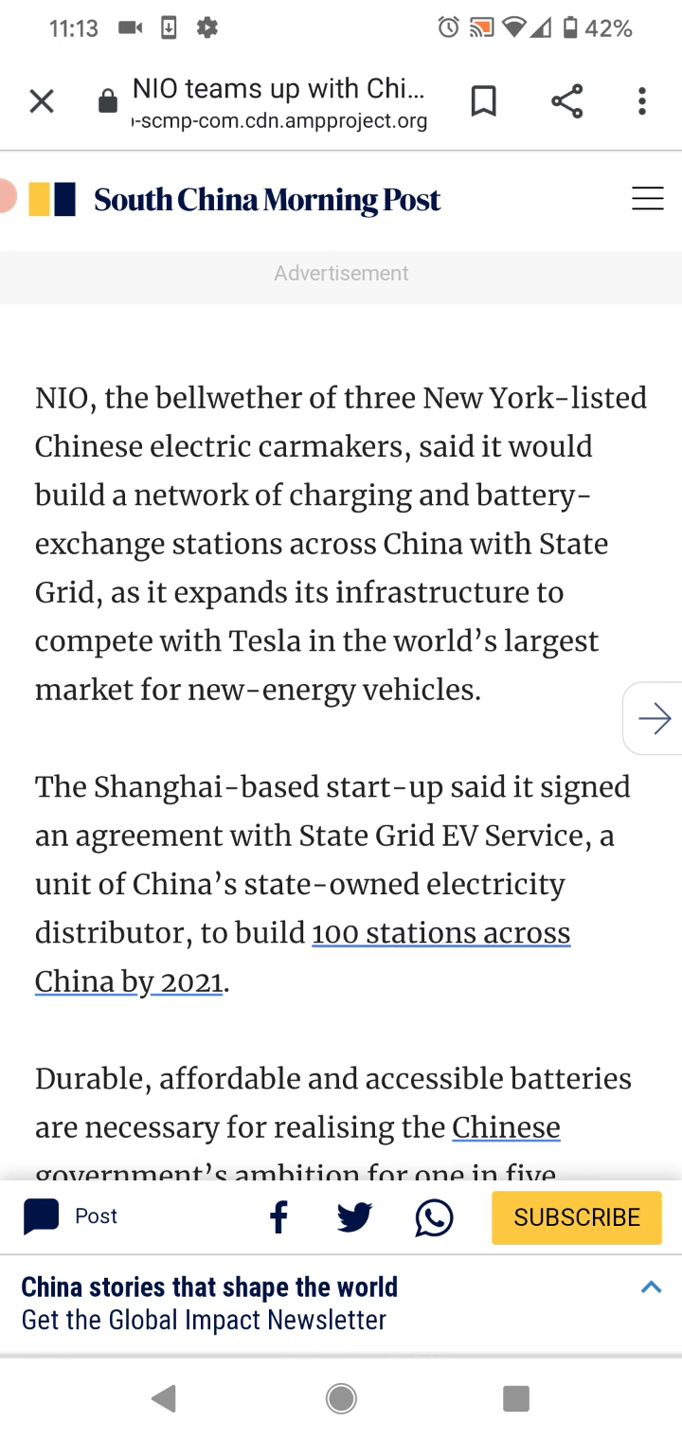 11:13
42%
NIO teams up with Chi...
-scmp-com.cdn.ampproject.org
South China Morning Post
Advertisement
NIO, the bellwether of three New York-listed
Chinese electric carmakers, said it would
build a network of charging and battery-
exchange stations across China with State
Grid, as it expands its infrastructure to
compete with Tesla in the world’s largest
market for new-energy vehicles.
The Shanghai-based start-up said it signed
an agreement with State Grid EV Service, a
unit of China’s state-owned electricity
distributor, to build 100 stations across
China by 2021.
Durable, affordable and accessible batteries
are necessary for realising the Chinese
government’s ambition for one in five
Post
SUBSCRIBE
China stories that shape the world
Get the Global Impact Newsletter